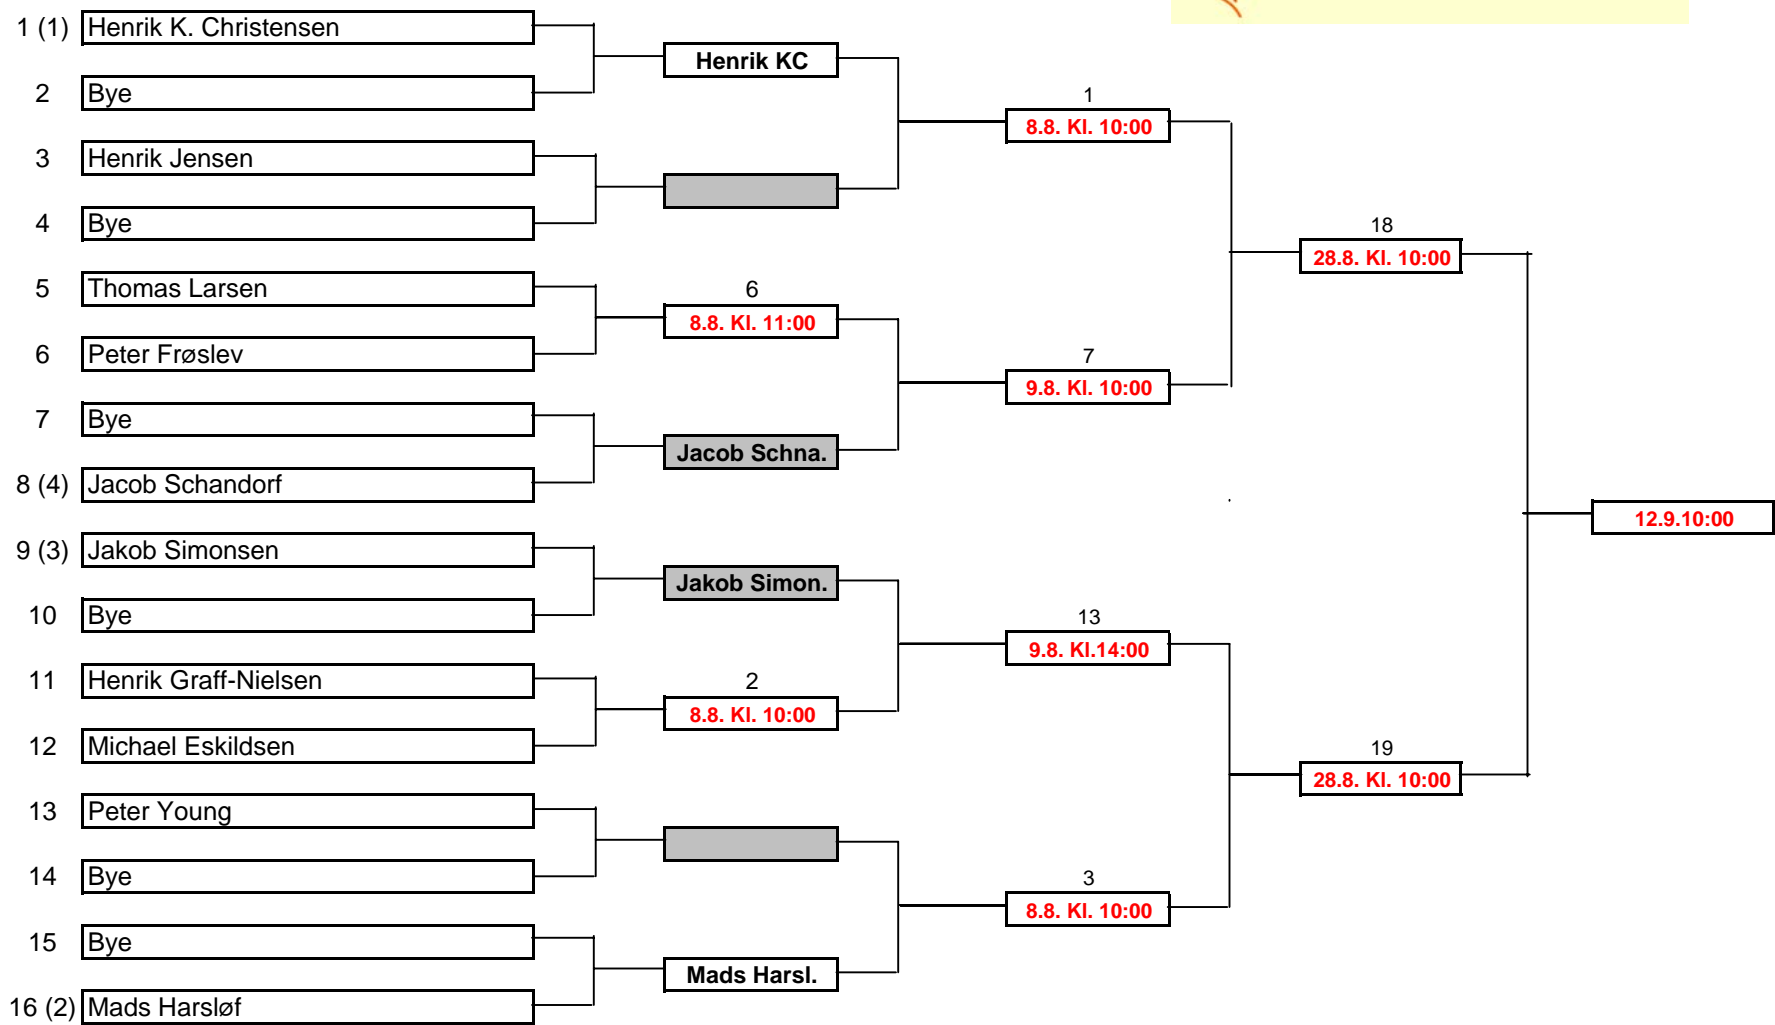 1 (1) Henrik K. Christensen
Henrik KC
2 Bye
1
8.8. Kl. 10:00
3 Henrik Jensen
4 Bye
18
28.8. Kl. 10:00
5 Thomas Larsen
6
8.8. Kl. 11:00
6 Peter Frøslev
7
9.8. Kl. 10:00
7 Bye
Jacob Schna.
8 (4) Jacob Schandorf
12.9.10:00
9 (3) Jakob Simonsen
Jakob Simon.
10 Bye
13
9.8. Kl.14:00
11 Henrik Graff-Nielsen
2
8.8. Kl. 10:00
12 Michael Eskildsen
19
28.8. Kl. 10:00
13 Peter Young
14 Bye
3
8.8. Kl. 10:00
15 Bye
Mads Harsl.
16 (2) Mads Harsløf